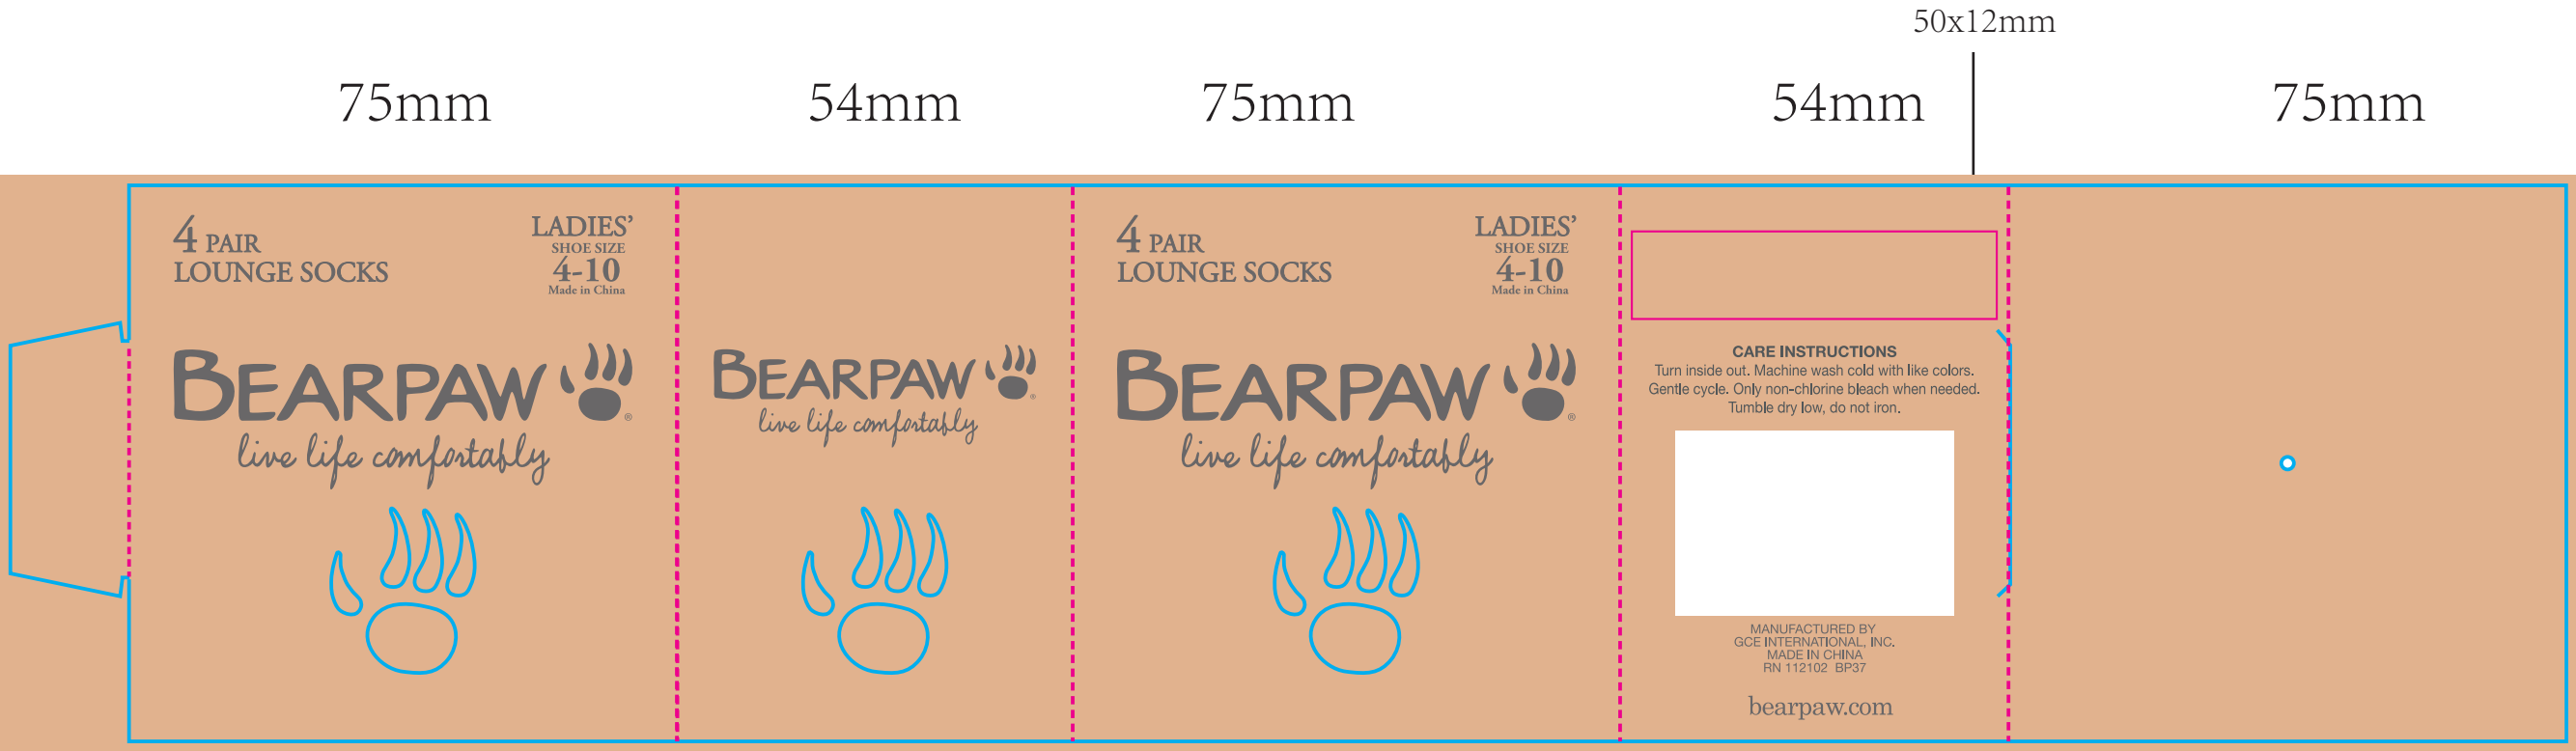 50x12mm
75mm
54mm
75mm
54mm
75mm
4 PAIR
LOUNGE SOCKS
LADIES’
SHOE SIZE
4-10
Made in China
BEARPAW ®
live life comfortably
BEARPAW ®
live life comfortably
4 PAIR
LOUNGE SOCKS
LADIES’
SHOE SIZE
4-10
Made in China
BEARPAW ®
live life comfortably
CARE INSTRUCTIONS
Turn inside out. Machine wash cold with like colors.
Gentle cycle. Only non-chlorine bleach when needed.
Tumble dry low, do not iron.
MANUFACTURED BY
GCE INTERNATIONAL, INC.
MADE IN CHINA
RN 112102 BP37
bearpaw.com